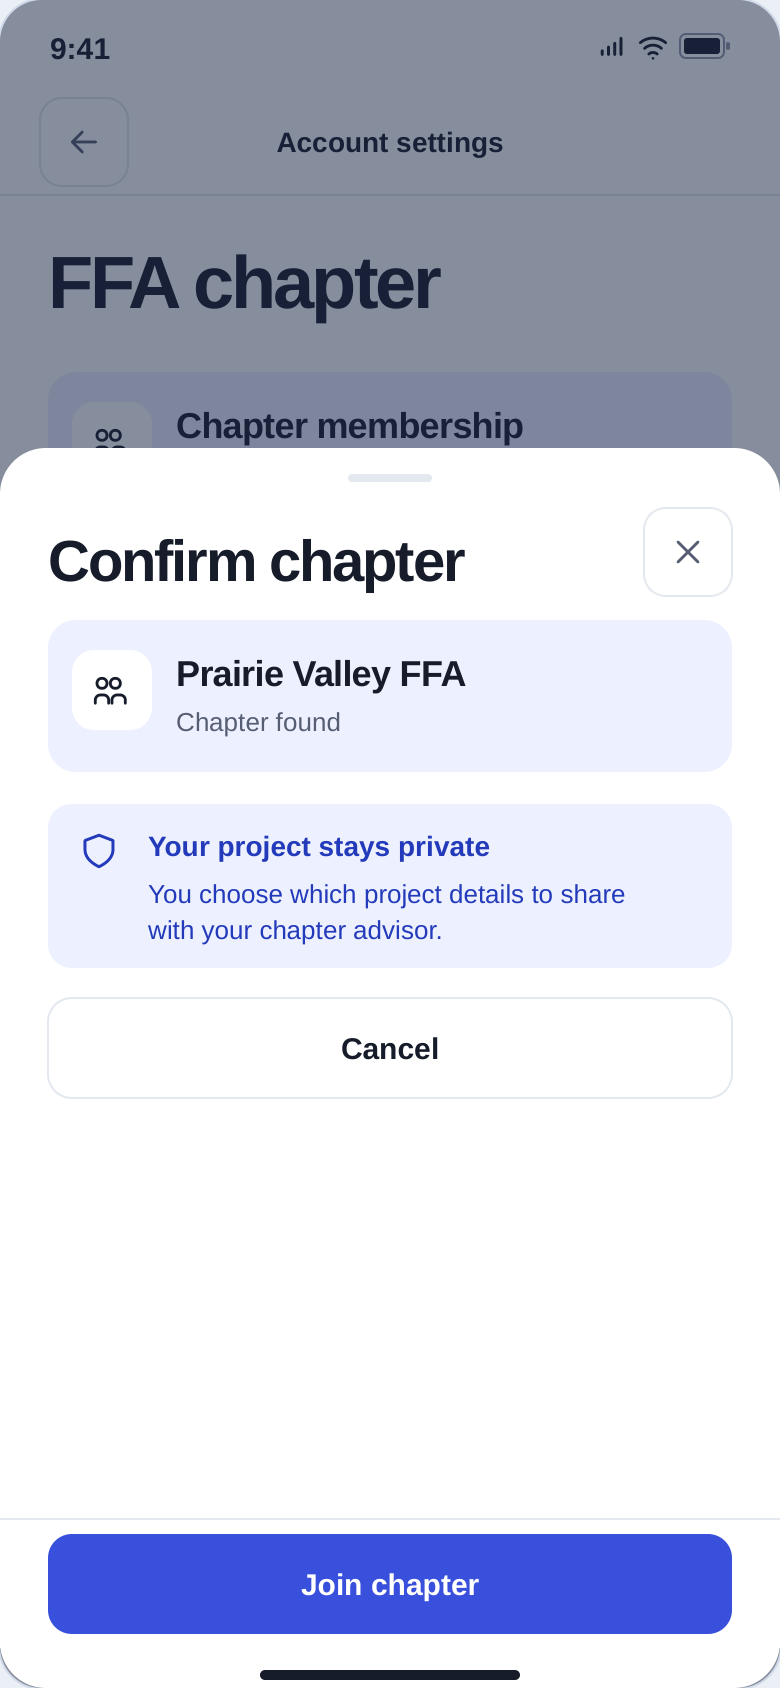 9:41
Account settings
FFA chapter
Chapter membership
Confirm chapter
Prairie Valley FFA
Chapter found
Your project stays private
You choose which project details to share
with your chapter advisor.
Cancel
Join chapter